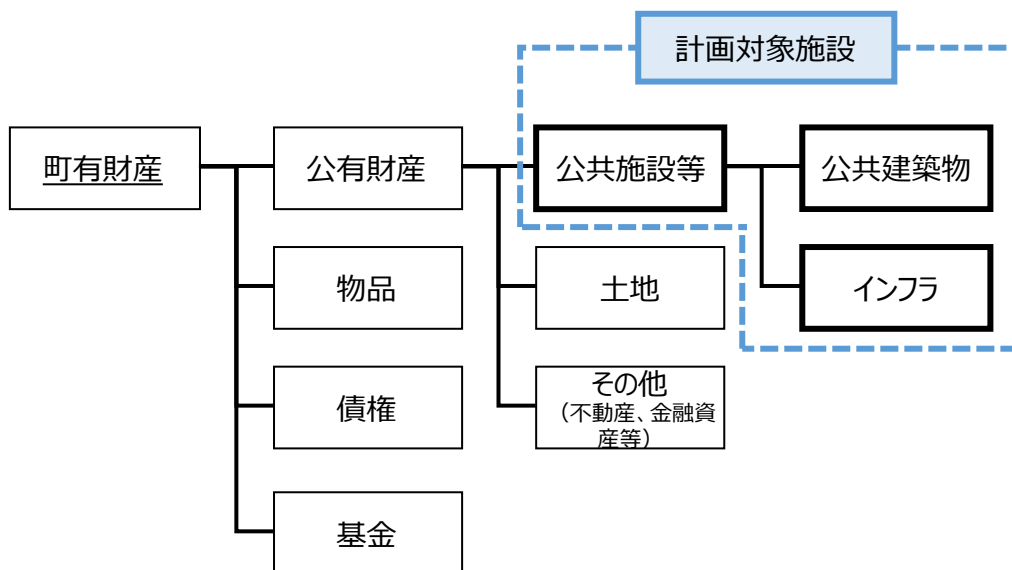 計画対象施設
町有財産
公有財産
公共施設等
公共建築物
物品
土地
インフラ
債権
その他
（不動産、金融資
産等）
基金